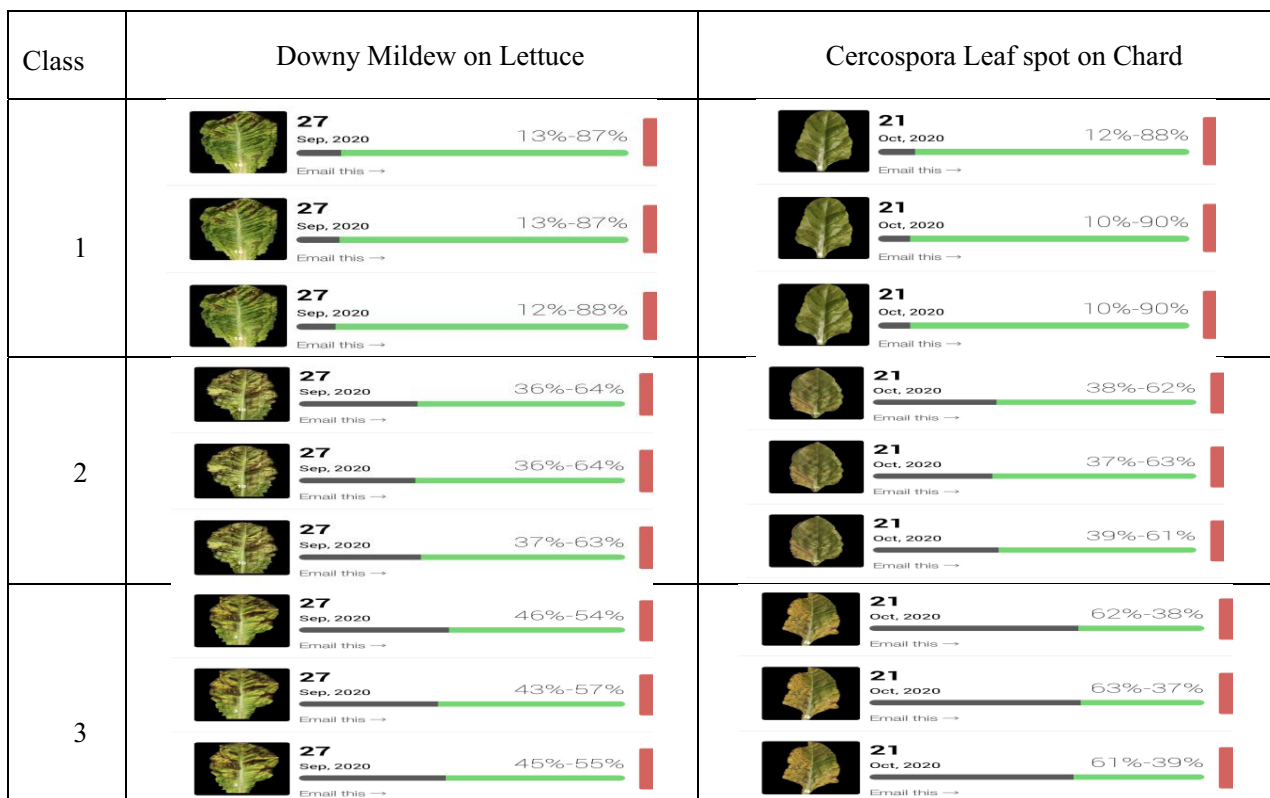 Class Downy Mildew on Lettuce Cercospora Leaf spot on Chard
1
27
Sep, 2020 13%-87%
Email this →
27
Sep, 2020 13%-87%
Email this →
27
Sep, 2020 12%-88%
Email this →
21
Oct, 2020 12%-88%
Email this →
21
Oct, 2020 10%-90%
Email this →
21
Oct, 2020 10%-90%
Email this →
2
27
Sep, 2020 36%-64%
Email this →
27
Sep, 2020 36%-64%
Email this →
27
Sep, 2020 37%-63%
Email this →
21
Oct, 2020 38%-62%
Email this →
21
Oct, 2020 37%-63%
Email this →
21
Oct, 2020 39%-61%
Email this →
3
27
Sep, 2020 46%-54%
Email this →
27
Sep, 2020 43%-57%
Email this →
27
Sep, 2020 45%-55%
Email this →
21
Oct, 2020 62%-38%
Email this →
21
Oct, 2020 63%-37%
Email this →
21
Oct, 2020 61%-39%
Email this →